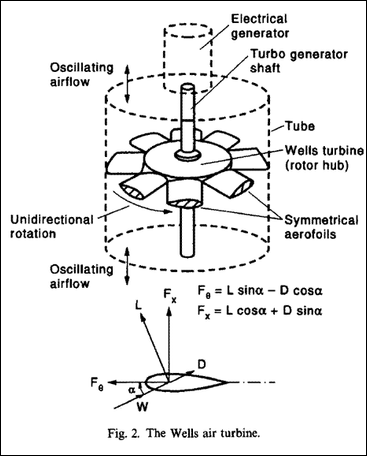 Electrical
generator
Turbo generator
shaft
Oscillating
airflow
Tube
Wells turbine
(rotor hub)
Unidirectional
rotation
Symmetrical
aerofoils
Oscillating
airflow
L
Fx
Fθ = L sinα − D cosα
Fx = L cosα + D sinα
D
Fθ
α
W
Fig. 2. The Wells air turbine.